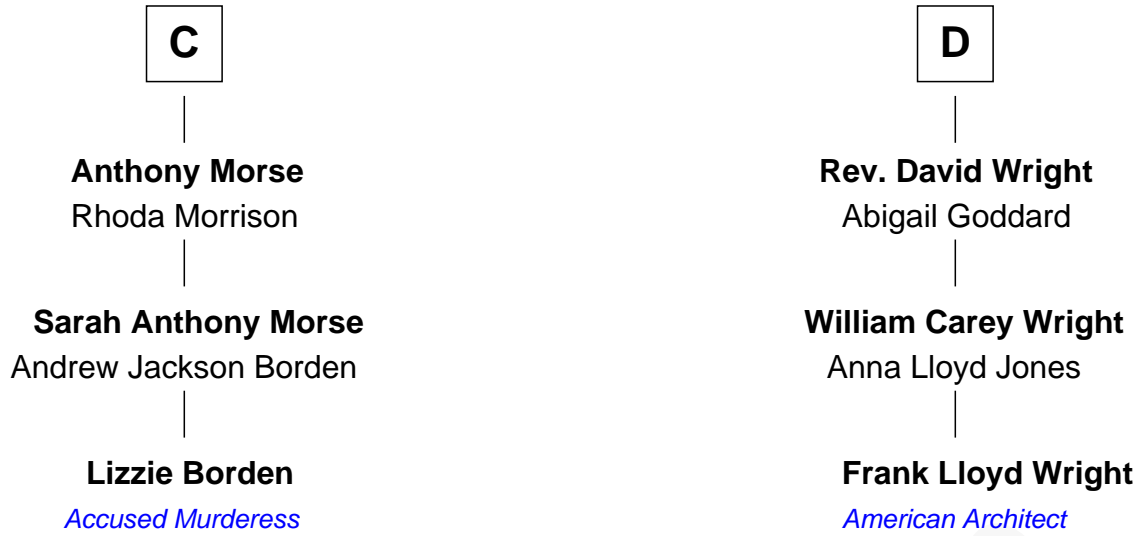 C
Anthony Morse
Rhoda Morrison
Sarah Anthony Morse
Andrew Jackson Borden
Lizzie Borden
Accused Murderess
D
Rev. David Wright
Abigail Goddard
William Carey Wright
Anna Lloyd Jones
Frank Lloyd Wright
American Architect